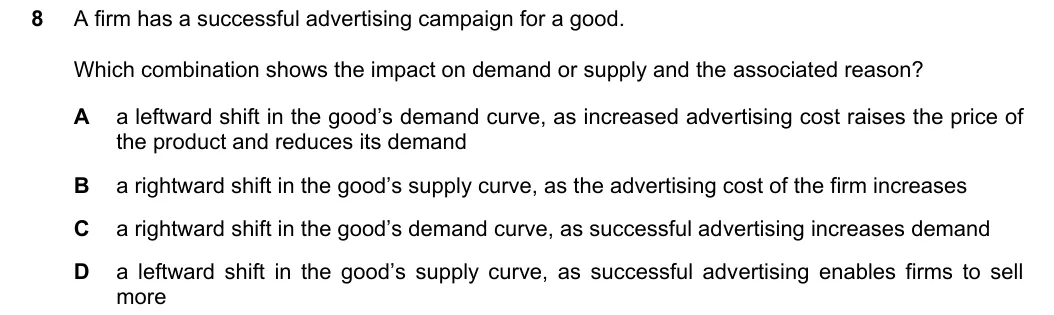 8 A firm has a successful advertising campaign for a good.
Which combination shows the impact on demand or supply and the associated reason?
A a leftward shift in the good’s demand curve, as increased advertising cost raises the price of
the product and reduces its demand
B a rightward shift in the good’s supply curve, as the advertising cost of the firm increases
C a rightward shift in the good’s demand curve, as successful advertising increases demand
D a leftward shift in the good’s supply curve, as successful advertising enables firms to sell
more